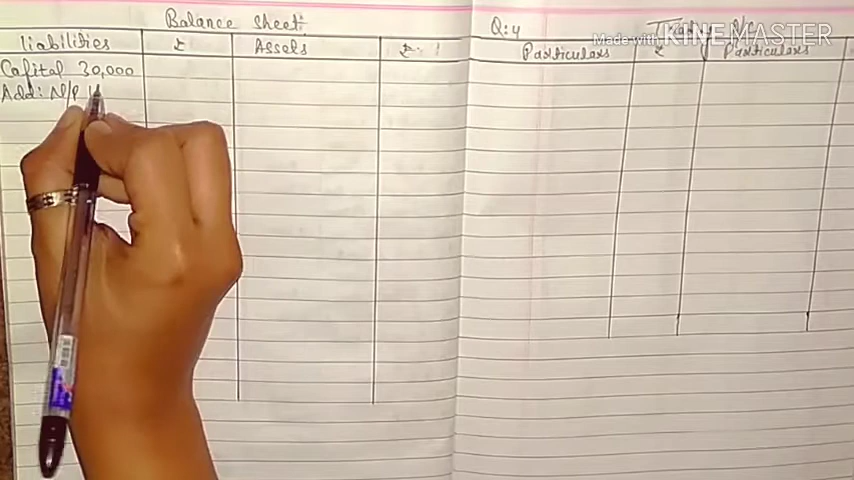 Balance Sheet
Liabilities ₹ Assets ₹
Capital 30,000
Add: N/P
Q:4
Made with KINEMASTER
Particulars ₹ Particulars